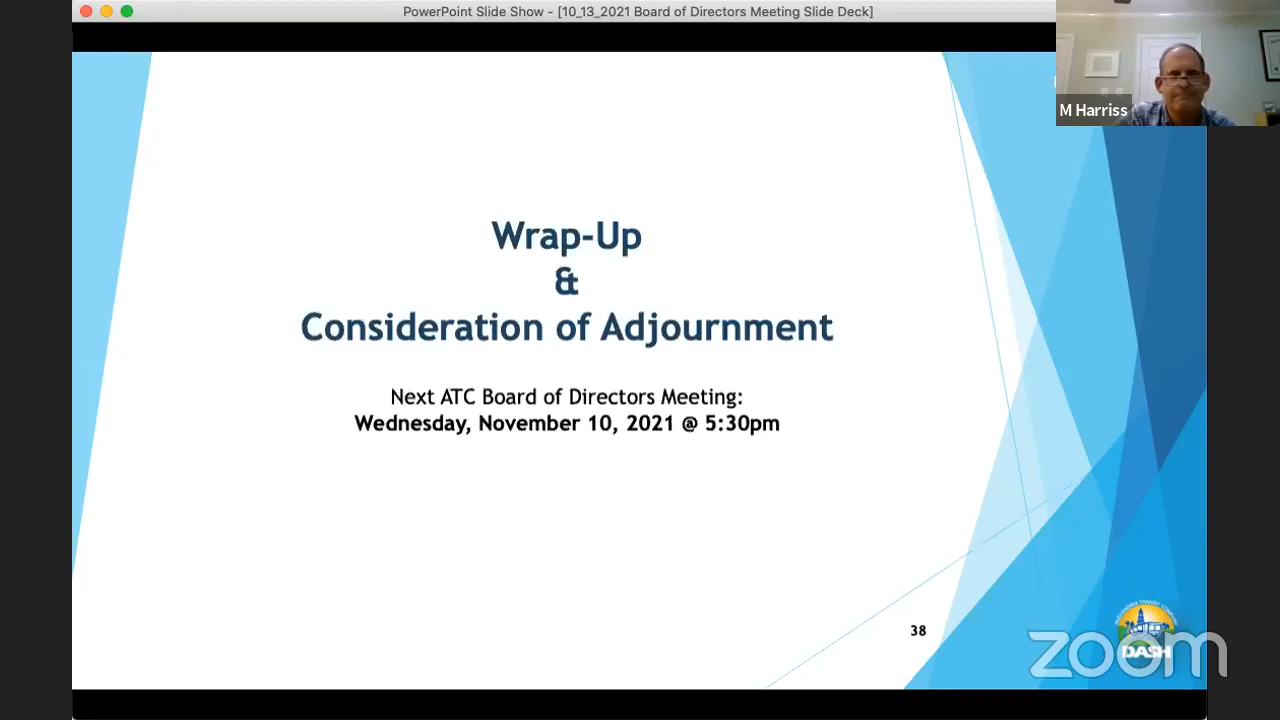 PowerPoint Slide Show - [10_13_2021 Board of Directors Meeting Slide Deck]
M Harriss
Wrap-Up
&
Consideration of Adjournment
Next ATC Board of Directors Meeting:
Wednesday, November 10, 2021 @ 5:30pm
38
DASH
zoom